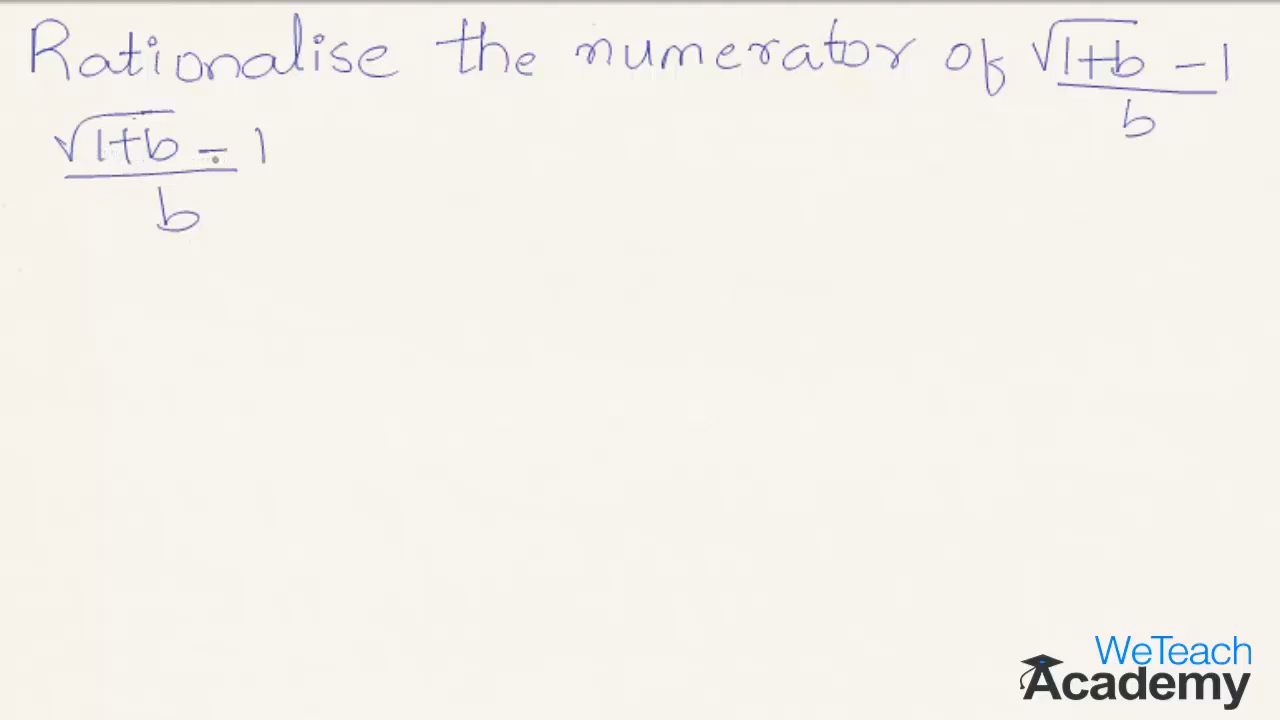 Rationalise the numerator of √1+b - 1
b
√1+b - 1
b
WeTeach
Academy